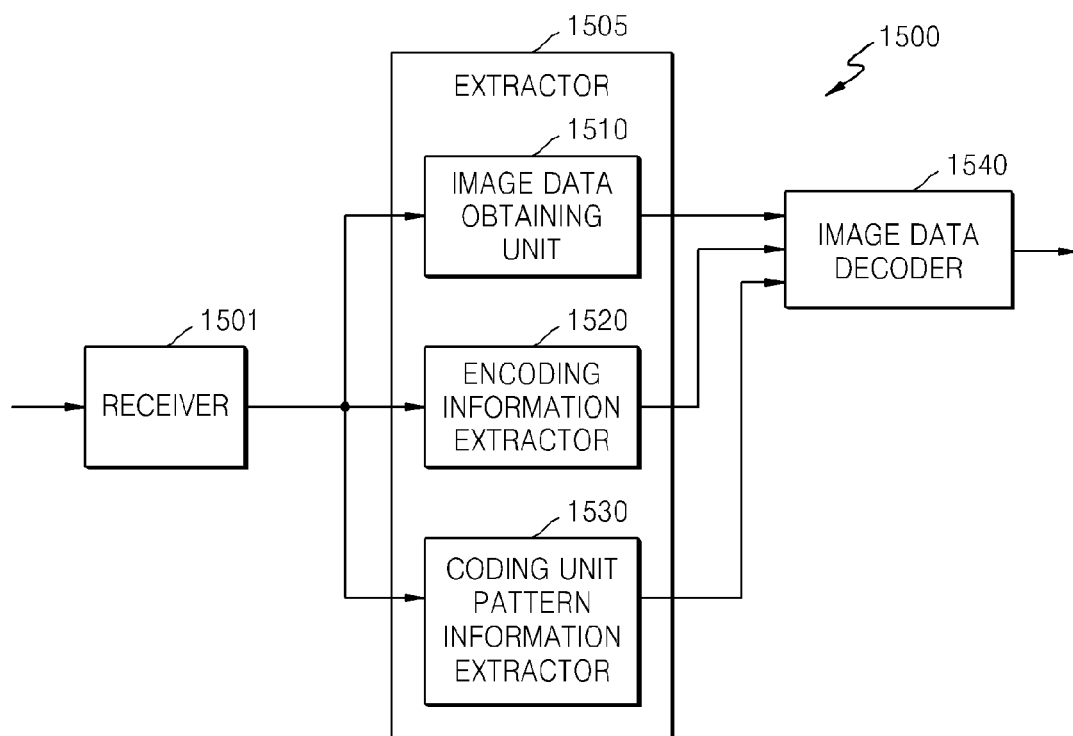 1505
1500
EXTRACTOR
1510
IMAGE DATA
OBTAINING
UNIT
1540
IMAGE DATA
DECODER
1501
RECEIVER
1520
ENCODING
INFORMATION
EXTRACTOR
1530
CODING UNIT
PATTERN
INFORMATION
EXTRACTOR